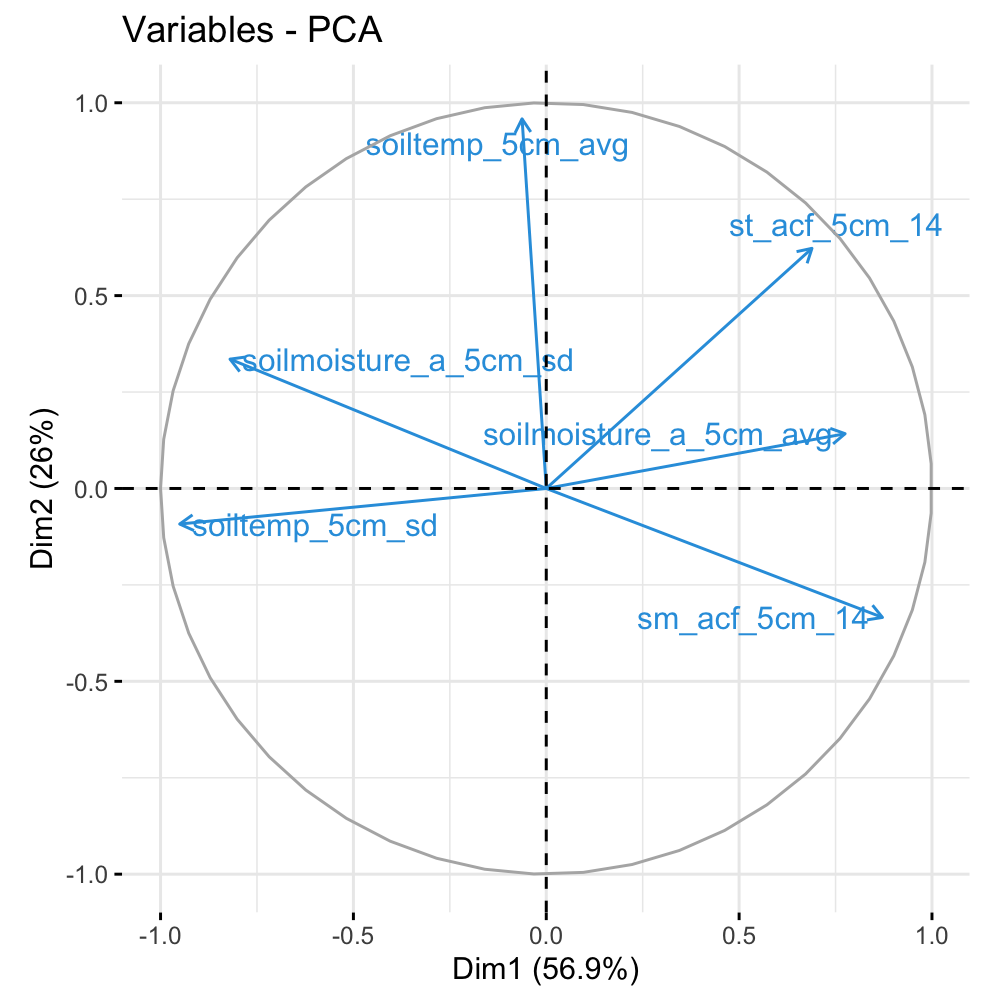 Variables - PCA
1.0
soiltemp_5cm_avg
st_acf_5cm_14
0.5
soilmoisture_a_5cm_sd
soilmoisture_a_5cm_avg
0.0
soiltemp_5cm_sd
sm_acf_5cm_14
-0.5
-1.0
Dim2 (26%)
-1.0 -0.5 0.0 0.5 1.0
Dim1 (56.9%)